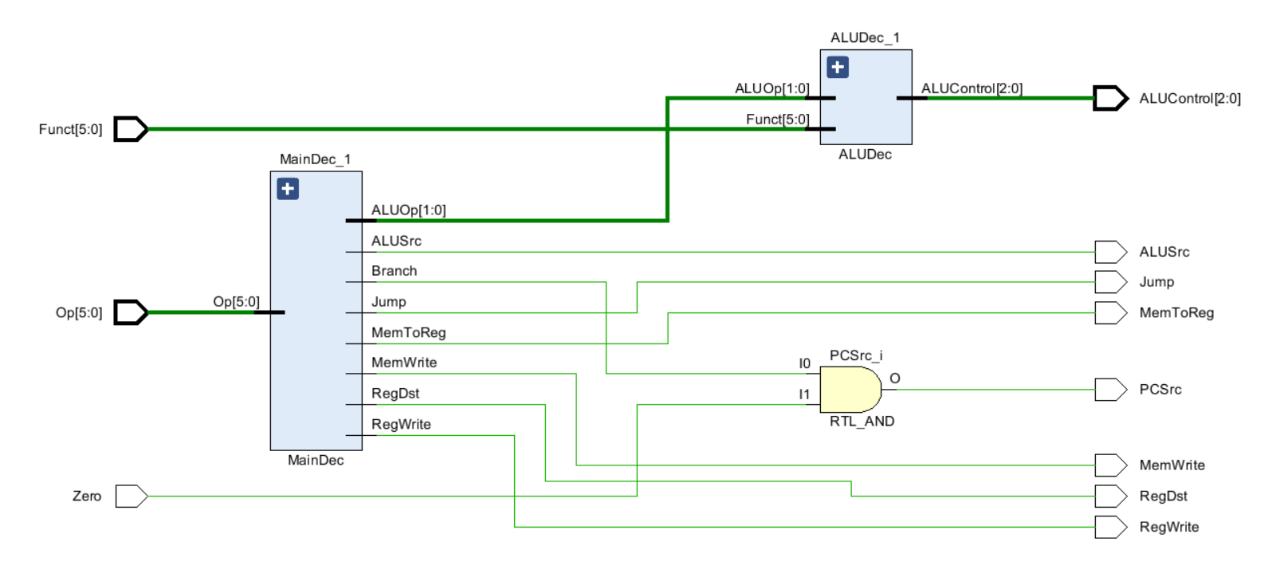 ALUDec_1
ALUOp[1:0]
ALUControl[2:0]
ALUControl[2:0]
Funct[5:0]
Funct[5:0]
ALUDec
MainDec_1
ALUOp[1:0]
ALUSrc
ALUSrc
Branch
Jump
Op[5:0]
Op[5:0]
Jump
MemToReg
MemToReg
MemWrite
I0
PCSrc_i
O
PCSrc
RegDst
I1
RTL_AND
RegWrite
MainDec
MemWrite
Zero
RegDst
RegWrite